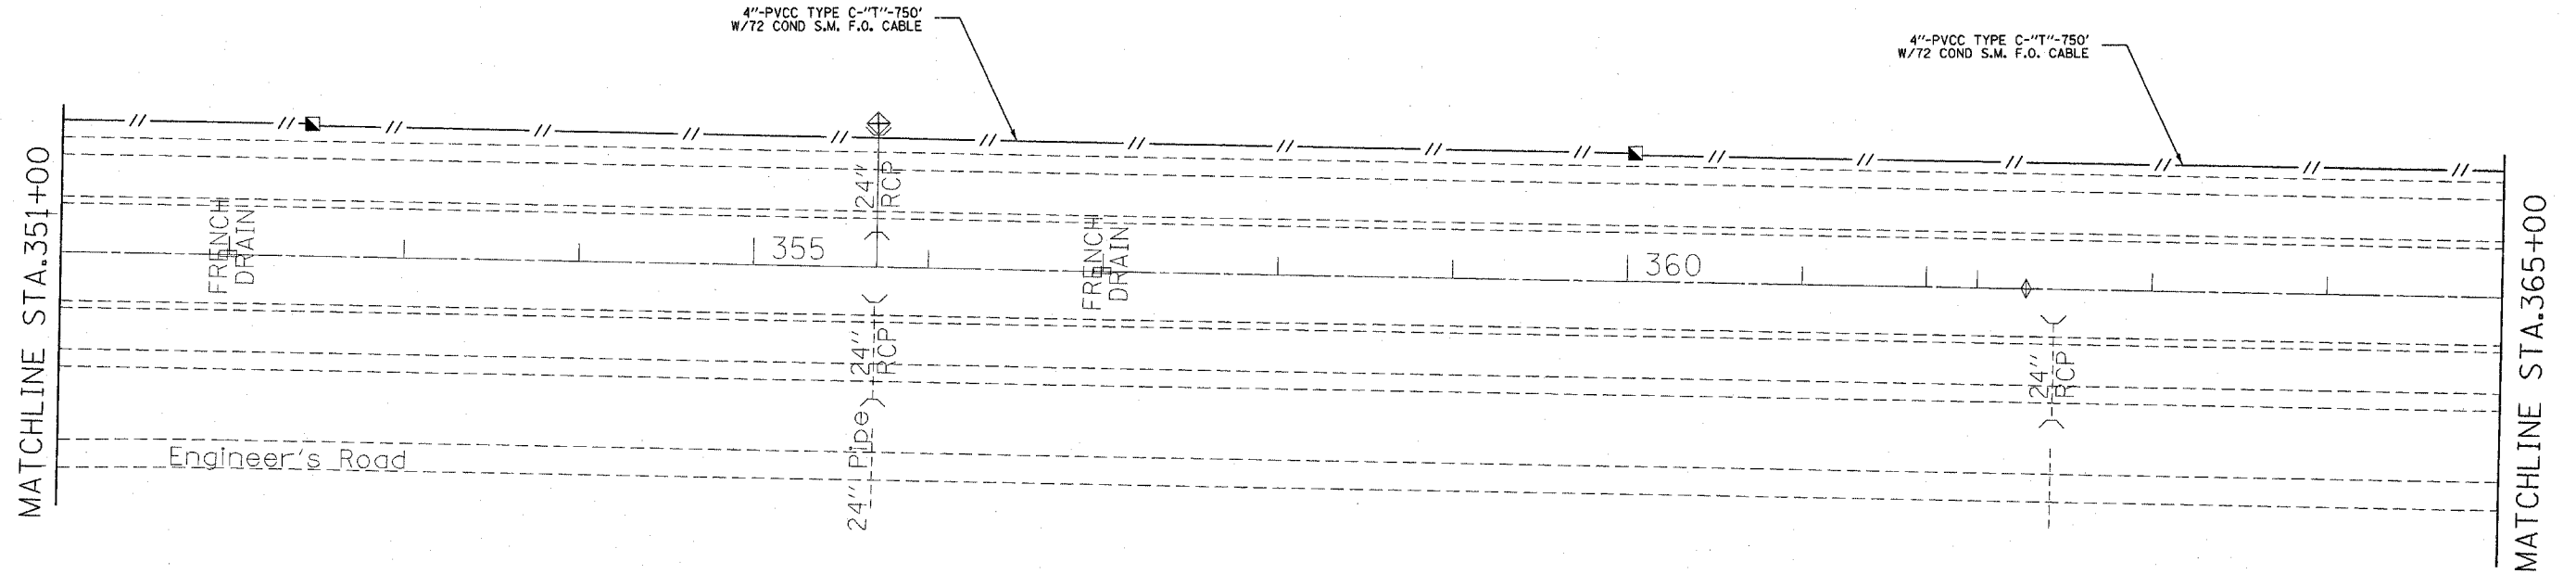 4"-PVCC TYPE C-"T"-750'
W/72 COND S.M. F.O. CABLE
4"-PVCC TYPE C-"T"-750'
W/72 COND S.M. F.O. CABLE
MATCHLINE STA.351+00
FRENCH
DRAIN
355
24"
RCP
FRENCH
DRAIN
360
24"
RCP
24"
RCP
24" Pipe
Engineer's Road
MATCHLINE STA.365+00